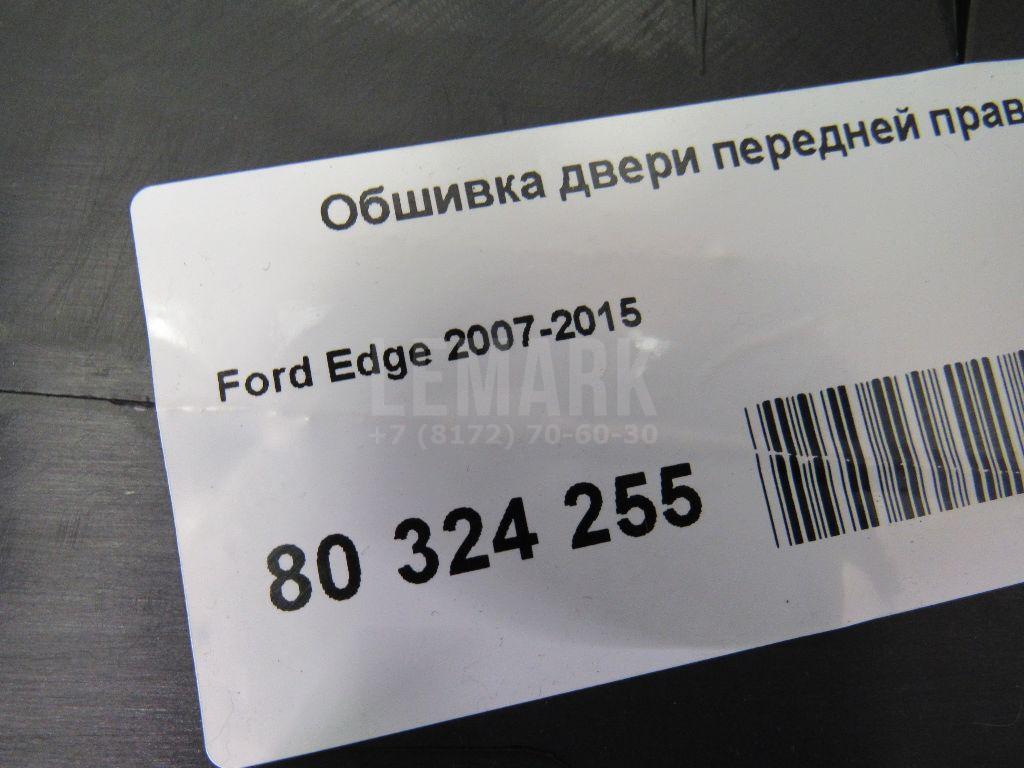 Обшивка двери передней прав
Ford Edge 2007-2015
LEMARK
+7 (8172) 70-60-30
80 324 255